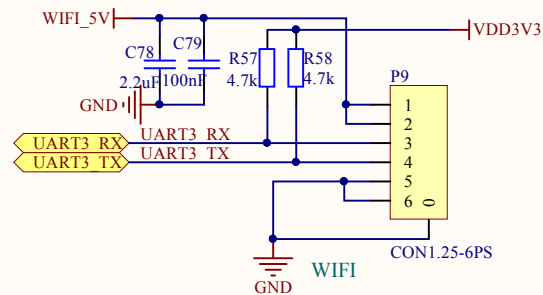 WIFI_5V
VDD3V3
C78
C79
R57
R58
2.2uF
100nF
4.7k
4.7k
P9
GND
1
2
UART3_RX
UART3_RX
3
UART3_TX
UART3_TX
4
5
6
0
CON1.25-6PS
WIFI
GND